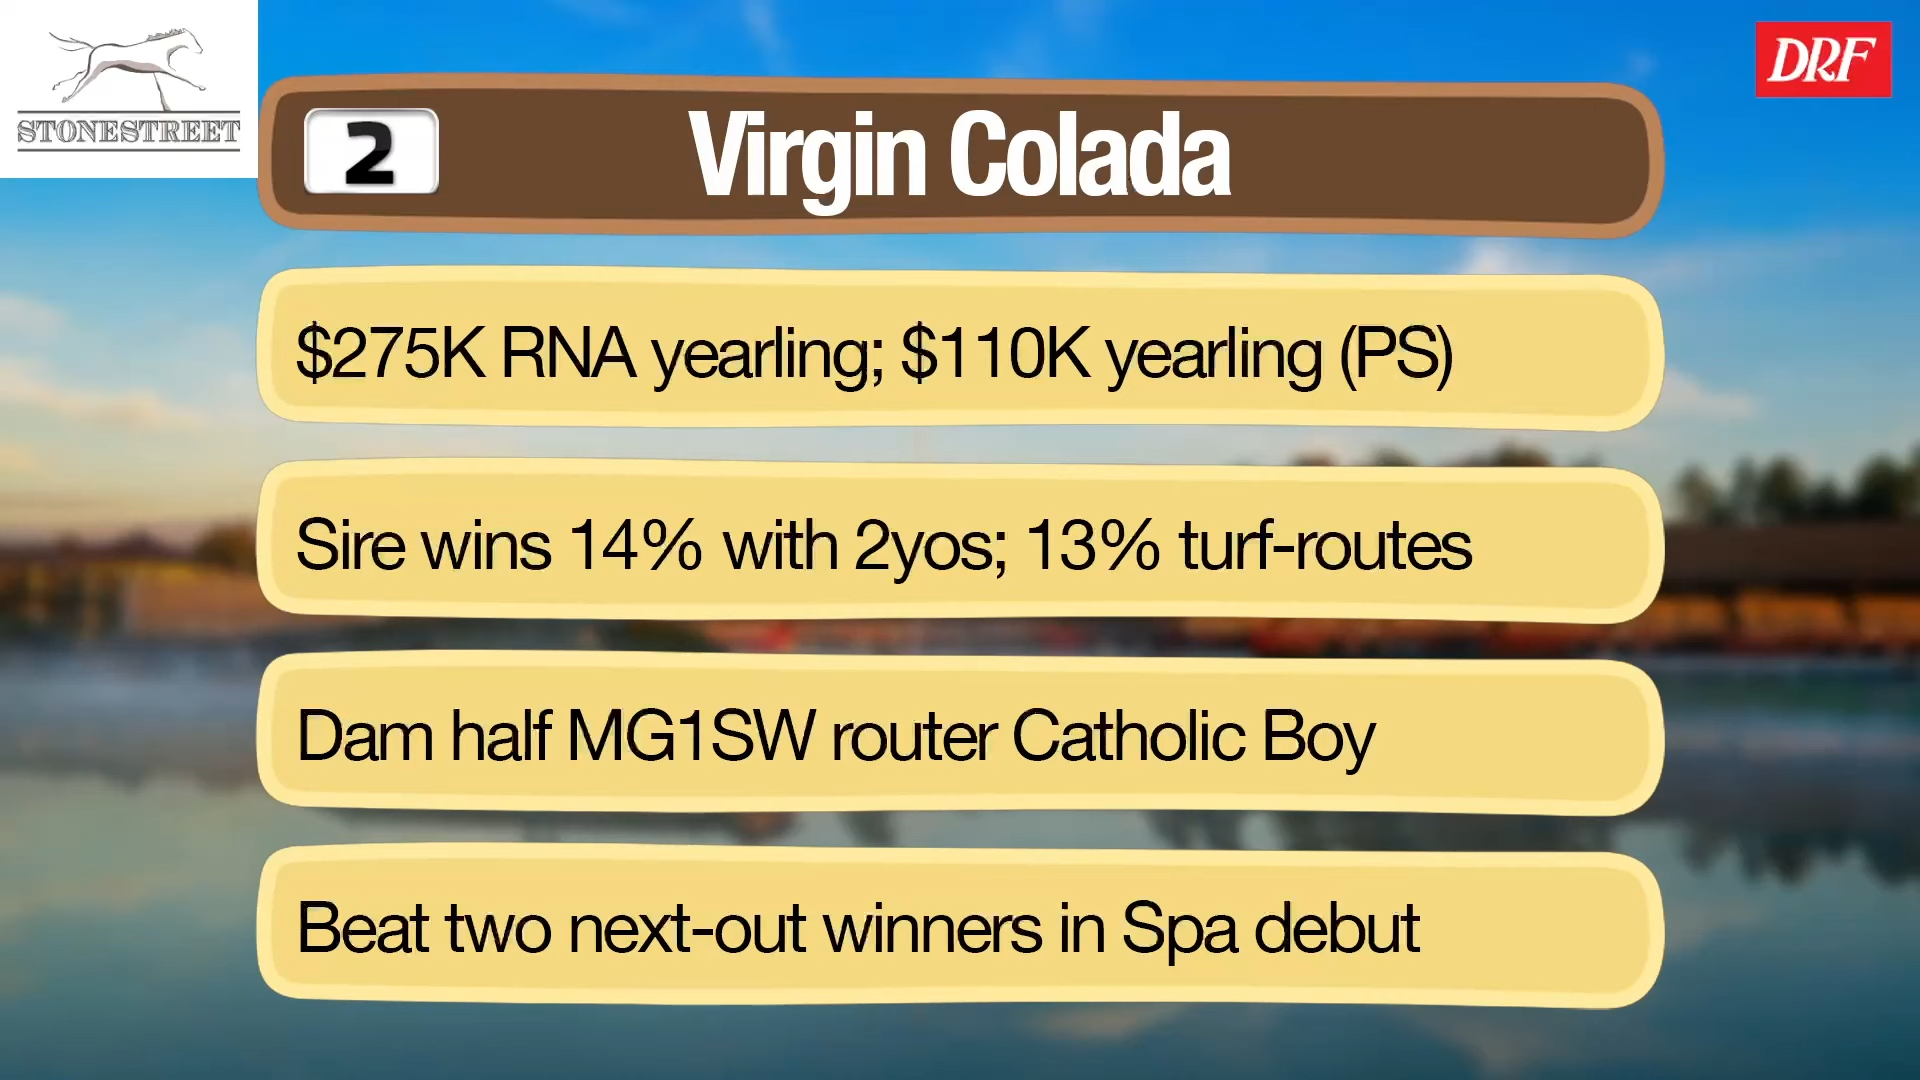 STONESTREET
DRF
2
Virgin Colada
$275K RNA yearling; $110K yearling (PS)
Sire wins 14% with 2yos; 13% turf-routes
Dam half MG1SW router Catholic Boy
Beat two next-out winners in Spa debut